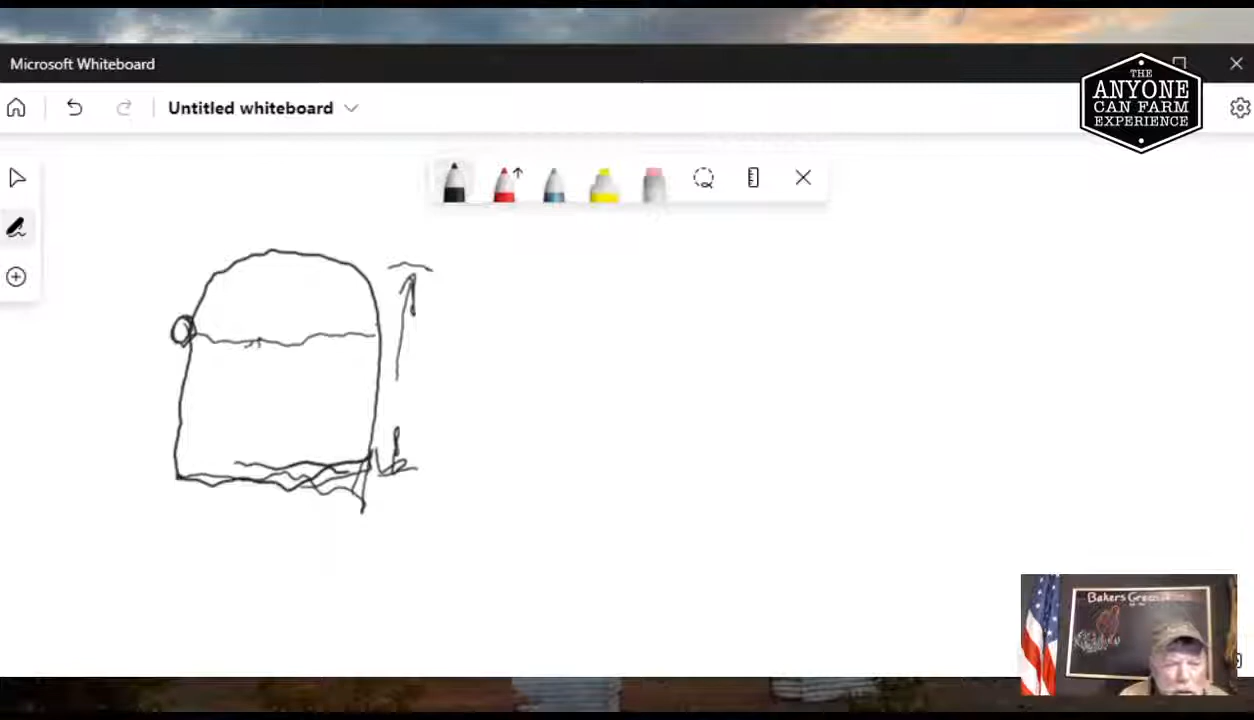 Microsoft Whiteboard
Untitled whiteboard
THE
ANYONE
CAN FARM
EXPERIENCE
Bakers Green